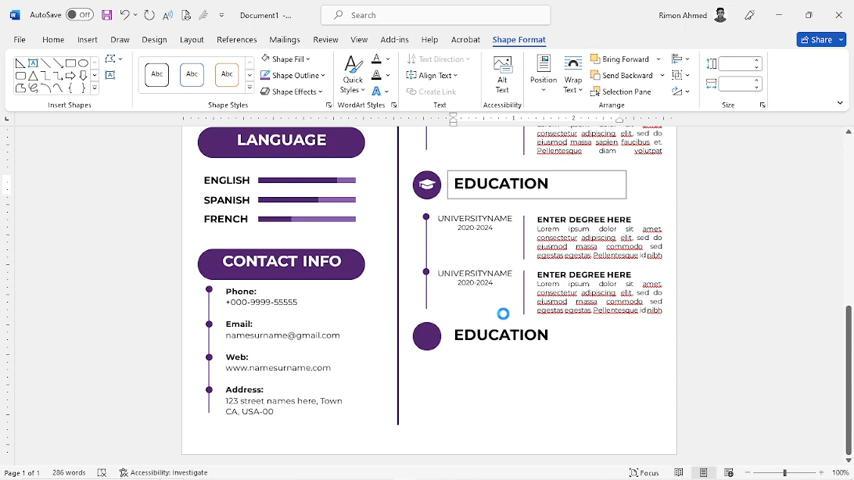 AutoSave
Off
Document1 -...
Search
Rimon Ahmed
File
Home
Insert
Draw
Design
Layout
References
Mailings
Review
View
Add-ins
Help
Acrobat
Shape Format
Share
Insert Shapes
Abc
Abc
Abc
Shape Fill
Shape Outline
Shape Effects
Shape Styles
Quick
Styles
WordArt Styles
Text Direction
Align Text
Create Link
Text
Alt
Text
Accessibility
Position
Wrap
Text
Bring Forward
Send Backward
Selection Pane
Arrange
Size
1
2
LANGUAGE
ENGLISH
SPANISH
FRENCH
CONTACT INFO
Phone:
+000-9999-55555
Email:
namesurname@gmail.com
Web:
www.namesurname.com
Address:
123 street names here, Town
CA, USA-00
consectetur adipiscing elit, sed do
eiusmod massa sapien faucibus et.
Pellentesque diam volutpat
EDUCATION
UNIVERSITYNAME
2020-2024
ENTER DEGREE HERE
Lorem ipsum dolor sit amet,
consectetur adipiscing elit, sed do
eiusmod massa commodo sed
egestas egestas. Pellentesque id nibh
UNIVERSITYNAME
2020-2024
ENTER DEGREE HERE
Lorem ipsum dolor sit amet,
consectetur adipiscing elit, sed do
eiusmod massa commodo sed
egestas egestas. Pellentesque id nibh
EDUCATION
Page 1 of 1
286 words
Accessibility: Investigate
Focus
100%